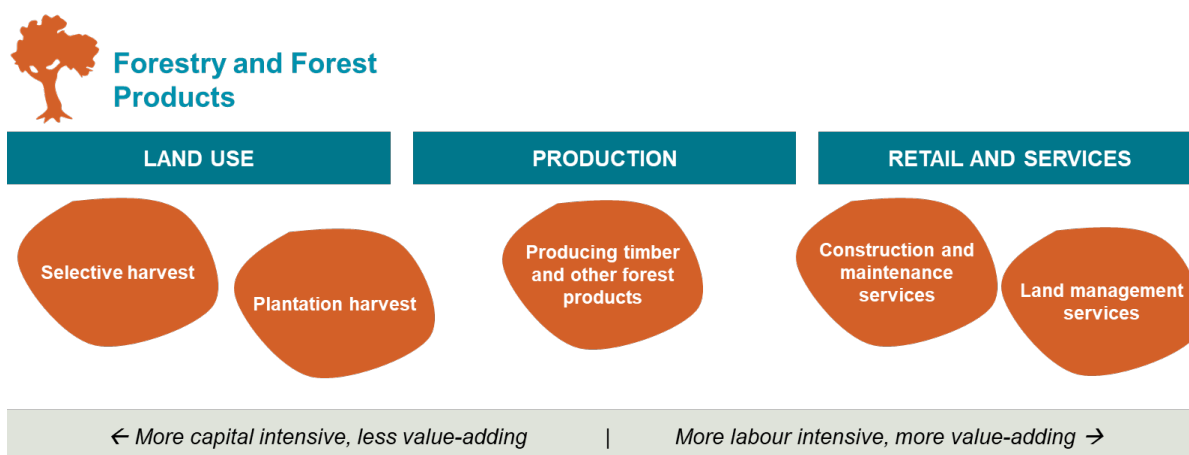 Forestry and Forest
Products
LAND USE
PRODUCTION
RETAIL AND SERVICES
Selective harvest
Plantation harvest
Producing timber
and other forest
products
Construction and
maintenance
services
Land management
services
← More capital intensive, less value-adding | More labour intensive, more value-adding →